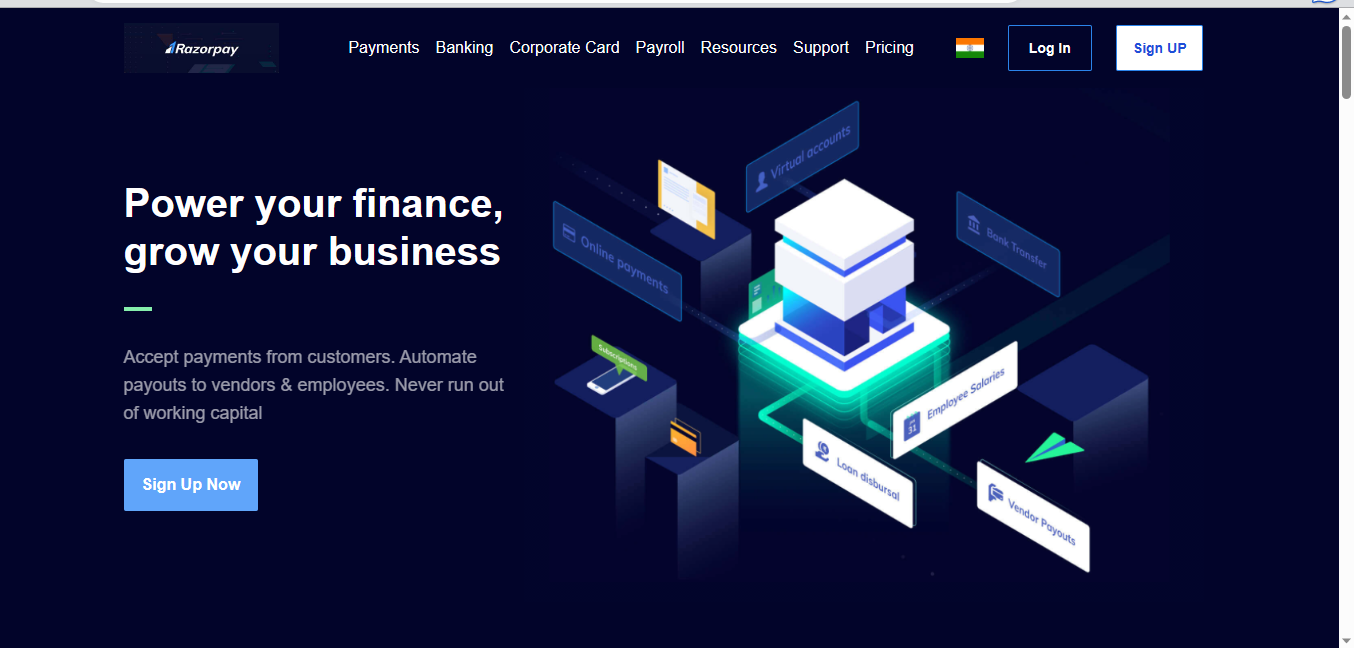 Razorpay
Payments Banking Corporate Card Payroll Resources Support Pricing
Log In
Sign UP
Power your finance,
grow your business
Accept payments from customers. Automate
payouts to vendors & employees. Never run out
of working capital
Sign Up Now
Virtual accounts
Online payments
Bank Transfer
Subscriptions
Employee Salaries
31
Loan disbursal
Vendor Payouts